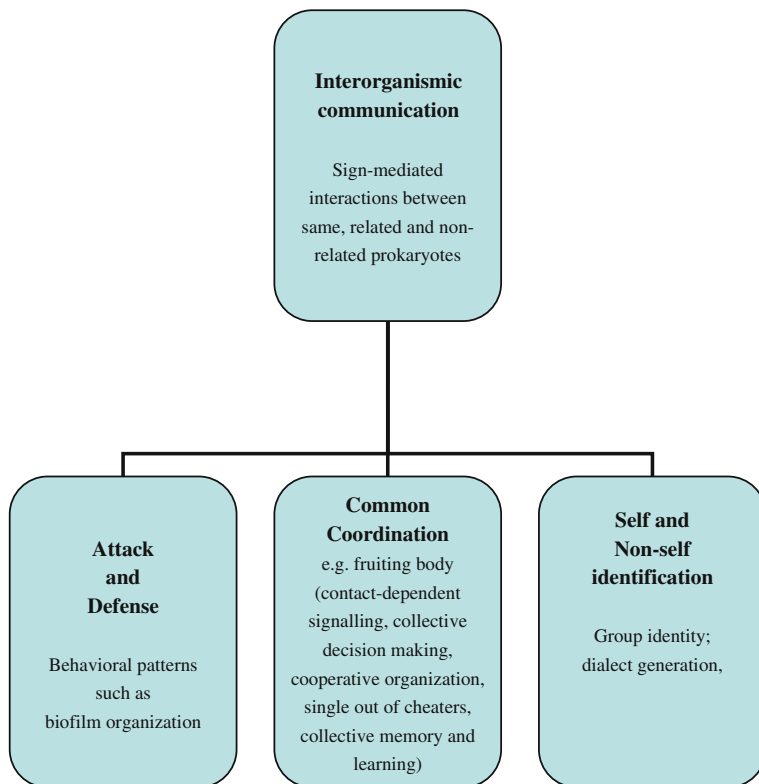 Interorganismic
communication
Sign-mediated
interactions between
same, related and non-
related prokaryotes
Attack
and
Defense
Behavioral patterns
such as
biofilm organization
Common
Coordination
e.g. fruiting body
(contact-dependent
signalling, collective
decision making,
cooperative organization,
single out of cheaters,
collective memory and
learning)
Self and
Non-self
identification
Group identity;
dialect generation,